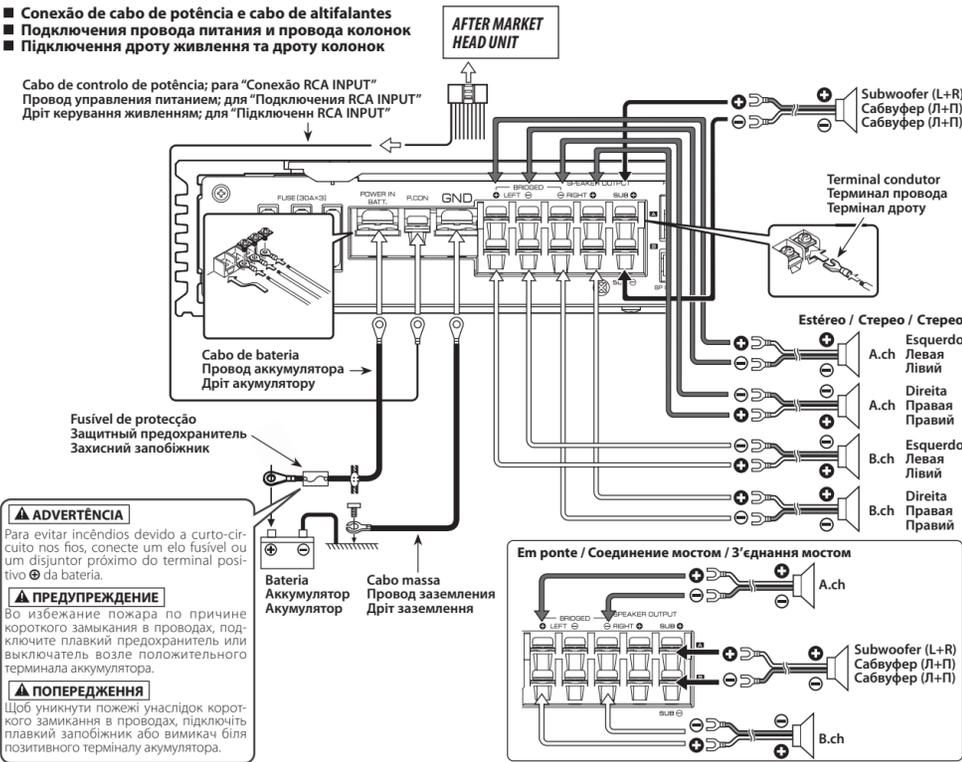 ■ Conexão de cabo de potência e cabo de altifalantes
■ Подключения провода питания и провода колонок
■ Підключення дроту живлення та дроту колонок
AFTER MARKET
HEAD UNIT
Cabo de controlo de potência; para “Conexão RCA INPUT”
Провод управления питанием; для “Подключения RCA INPUT”
Дріт керування живленням; для “Підключенн RCA INPUT”
Subwoofer (L+R)
Сабвуфер (Л+П)
Сабвуфер (Л+П)
FUSE (30A×3)
POWER IN
BATT.
P.CON
GND
BRIDGED
SPEAKER OUTPUT
⊕ LEFT ⊖
⊖ RIGHT ⊕
SUB ⊕
A
B
Terminal condutor
Терминал провода
Термінал дроту
Cabo de bateria
Провод аккумулятора
Дріт акумулятору
Estéreo / Стерео / Стерео
A.ch
Esquerdo
Левая
Лівий
A.ch
Direita
Правая
Правий
B.ch
Esquerdo
Левая
Лівий
B.ch
Direita
Правая
Правий
Fusível de protecção
Защитный предохранитель
Захисний запобіжник
ADVERTÊNCIA
Para evitar incêndios devido a curto-cir-
cuito nos fios, conecte um elo fusível ou
um disjuntor próximo do terminal posi-
tivo ⊕ da bateria.
ПРЕДУПРЕЖДЕНИЕ
Во избежание пожара по причине
короткого замыкания в проводах, под-
ключите плавкий предохранитель или
выключатель возле положительного
терминала аккумулятора.
ПОПЕРЕДЖЕННЯ
Щоб уникнути пожежі унаслідок корот-
кого замикання в проводах, підключіть
плавкий запобіжник або вимикач біля
позитивного терміналу акумулятора.
Bateria
Аккумулятор
Акумулятор
Cabo massa
Провод заземления
Дріт заземлення
Em ponte / Соединение мостом / З’єднання мостом
A.ch
BRIDGED
SPEAKER OUTPUT
⊕ LEFT ⊖
⊖ RIGHT ⊕
SUB ⊕
A
B
SUB ⊖
Subwoofer (L+R)
Сабвуфер (Л+П)
Сабвуфер (Л+П)
B.ch